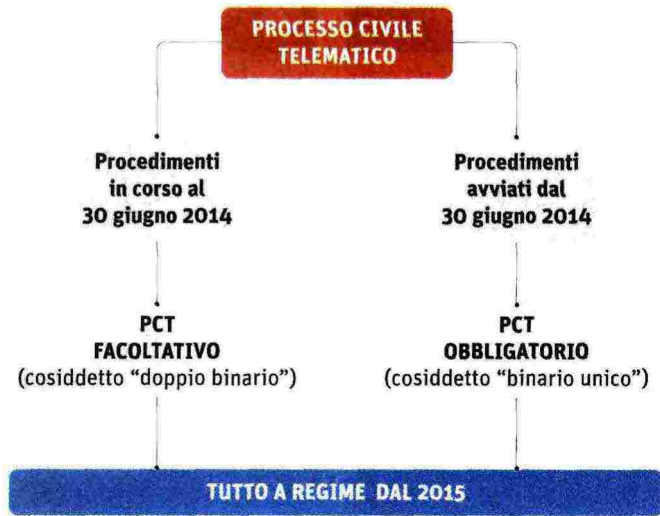 PROCESSO CIVILE
TELEMATICO
Procedimenti
in corso al
30 giugno 2014
Procedimenti
avviati dal
30 giugno 2014
PCT
FACOLTATIVO
(cosiddetto “doppio binario”)
PCT
OBBLIGATORIO
(cosiddetto “binario unico”)
TUTTO A REGIME DAL 2015